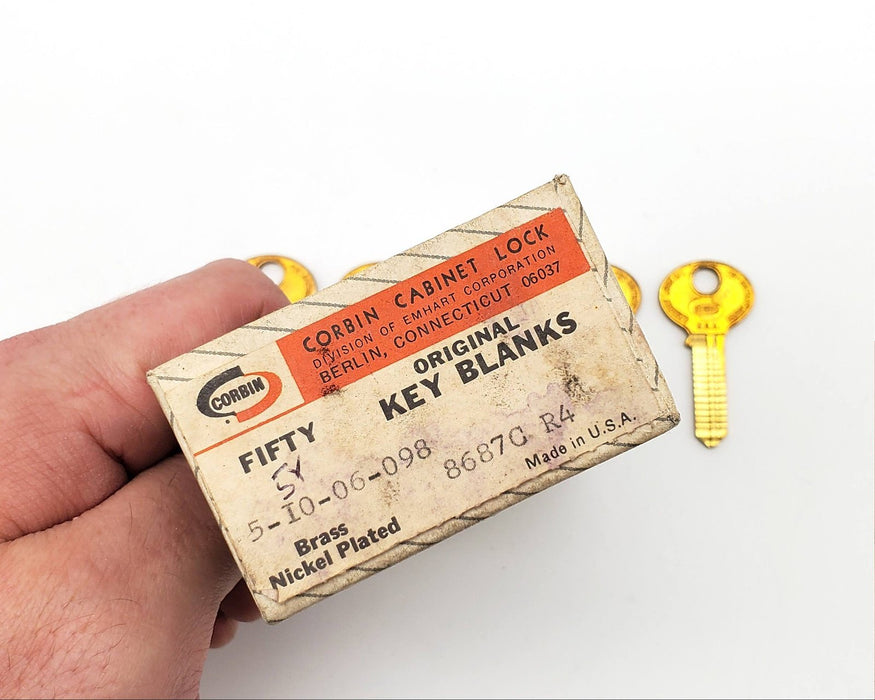 CORBIN CABINET LOCK
DIVISION OF EMHART CORPORATION
BERLIN, CONNECTICUT 06037
CORBIN
ORIGINAL
KEY BLANKS
FIFTY
SY
5-10-06-098 8687C R4
Made in U.S.A.
Brass
Nickel Plated